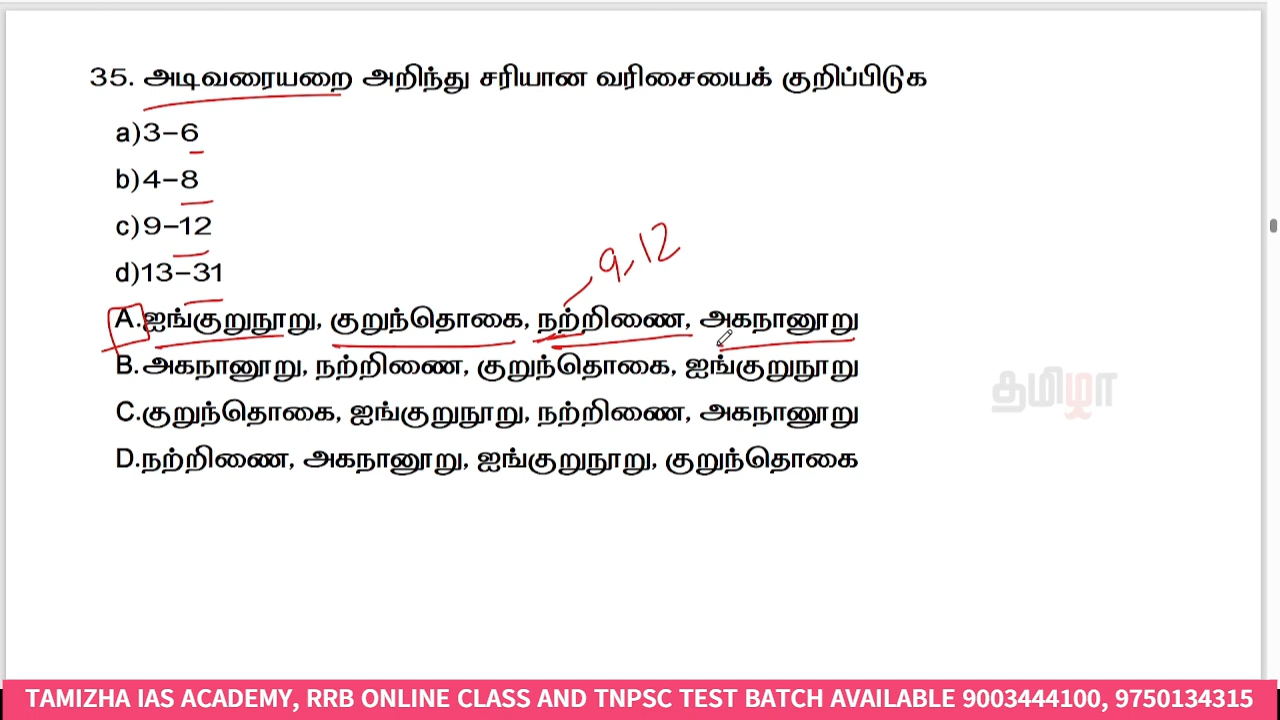 35. அடிவரையறை அறிந்து சரியான வரிசையைக் குறிப்பிடுக
a)3-6
b)4-8
c)9-12
9,12
d)13-31
A.ஐங்குறுநூறு, குறுந்தொகை, நற்றிணை, அகநானூறு
B.அகநானூறு, நற்றிணை, குறுந்தொகை, ஐங்குறுநூறு
தமிழா
C.குறுந்தொகை, ஐங்குறுநூறு, நற்றிணை, அகநானூறு
D.நற்றிணை, அகநானூறு, ஐங்குறுநூறு, குறுந்தொகை
TAMIZHA IAS ACADEMY, RRB ONLINE CLASS AND TNPSC TEST BATCH AVAILABLE 9003444100, 9750134315